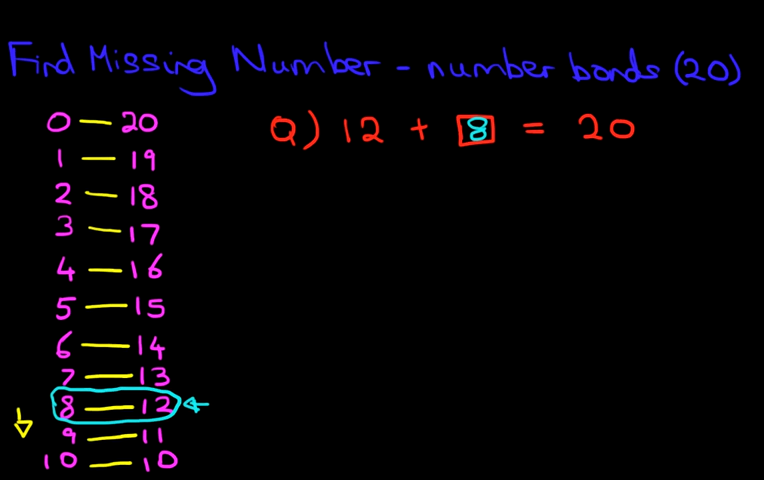 Find Missing Number - number bonds (20)
Q) 12 + 8 = 20
0 — 20
1 — 19
2 — 18
3 — 17
4 — 16
5 — 15
6 — 14
7 — 13
8 — 12
9 — 11
10 — 10